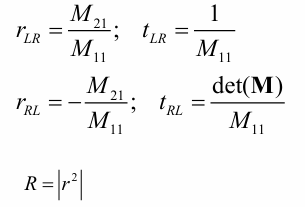 r_{LR} = \frac{M_{21}}{M_{11}};   t_{LR} = \frac{1}{M_{11}}
r_{RL} = -\frac{M_{21}}{M_{11}};   t_{RL} = \frac{det(M)}{M_{11}}
R = |r^2|